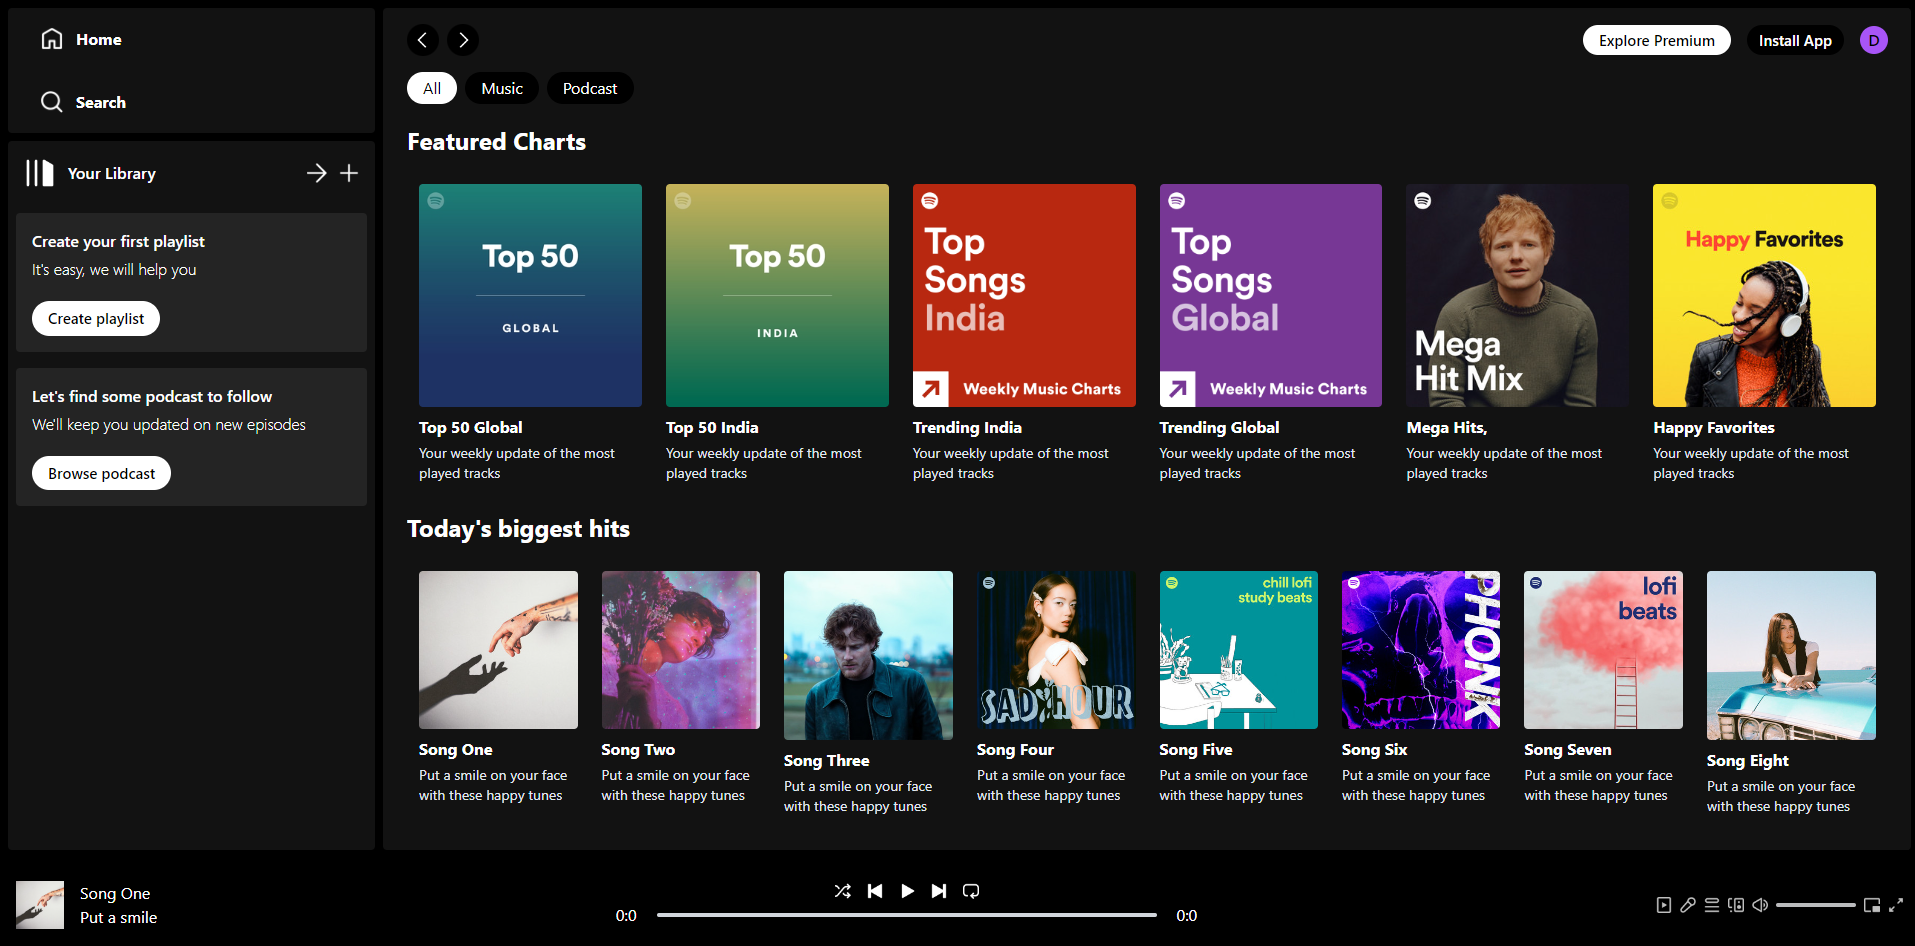 Home
Search
Your Library
Create your first playlist
It's easy, we will help you
Create playlist
Let's find some podcast to follow
We'll keep you updated on new episodes
Browse podcast
Explore Premium
Install App
D
All
Music
Podcast
Featured Charts
Top 50
GLOBAL
Top 50 Global
Your weekly update of the most
played tracks
Top 50
INDIA
Top 50 India
Your weekly update of the most
played tracks
Top
Songs
India
Weekly Music Charts
Trending India
Your weekly update of the most
played tracks
Top
Songs
Global
Weekly Music Charts
Trending Global
Your weekly update of the most
played tracks
Mega
Hit Mix
Mega Hits,
Your weekly update of the most
played tracks
Happy Favorites
Happy Favorites
Your weekly update of the most
played tracks
Today's biggest hits
Song One
Put a smile on your face
with these happy tunes
Song Two
Put a smile on your face
with these happy tunes
Song Three
Put a smile on your face
with these happy tunes
SAD HOUR
Song Four
Put a smile on your face
with these happy tunes
chill lofi
study beats
Song Five
Put a smile on your face
with these happy tunes
PHONK
Song Six
Put a smile on your face
with these happy tunes
lofi
beats
Song Seven
Put a smile on your face
with these happy tunes
Song Eight
Put a smile on your face
with these happy tunes
Song One
Put a smile
0:0
0:0